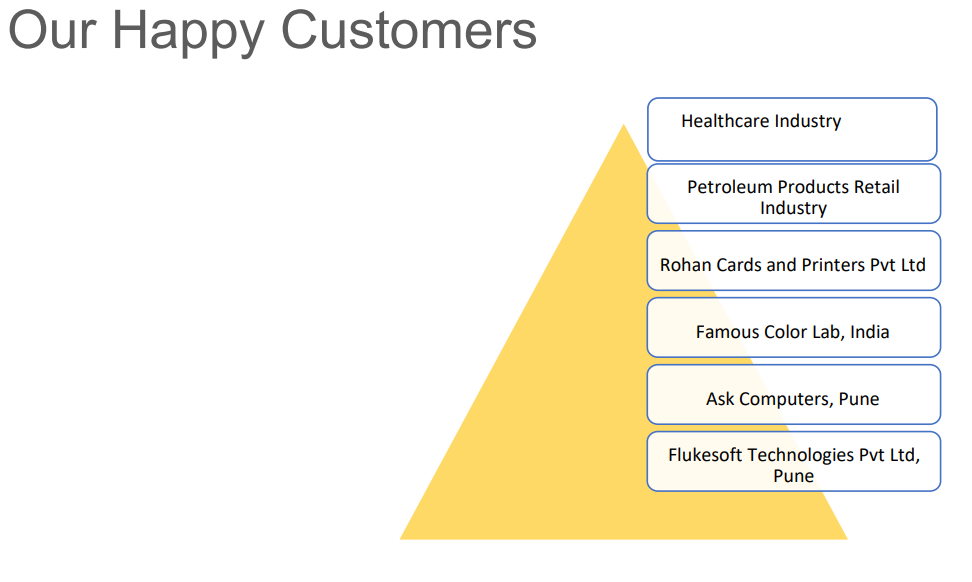 Our Happy Customers
Healthcare Industry
Petroleum Products Retail
Industry
Rohan Cards and Printers Pvt Ltd
Famous Color Lab, India
Ask Computers, Pune
Flukesoft Technologies Pvt Ltd,
Pune